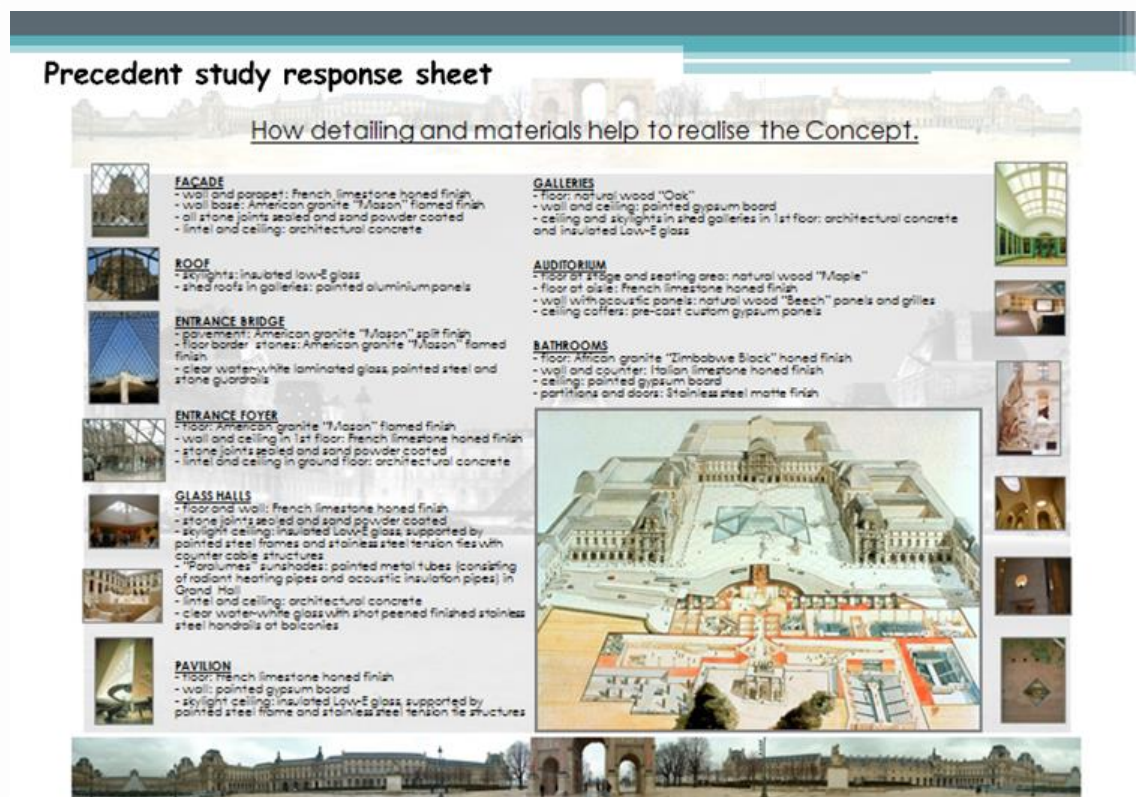 Precedent study response sheet
How detailing and materials help to realise the Concept.
FAÇADE
- wall and parapet: French limestone honed finish
- wall base: American granite "Mason" flamed finish
- all stone joints sealed and sand powder coated
- lintel and ceiling: architectural concrete
ROOF
- skylights: insulated low-E glass
- shed roofs in galleries: painted aluminium panels
ENTRANCE BRIDGE
- pavement: American granite "Mason" split finish
- floor border stones: American granite "Mason" flamed
finish
- clear water-white laminated glass, painted steel and
stone guardrails
ENTRANCE FOYER
- floor: American granite "Mason" flamed finish
- wall and ceiling in 1st floor: French limestone honed finish
- stone joints sealed and sand powder coated
- lintel and ceiling in ground floor: architectural concrete
GLASS HALLS
- floor and wall: French limestone honed finish
- stone joints sealed and sand powder coated
- skylight ceiling: insulated Low-E glass, supported by
painted steel frames and stainless steel tension ties with
counter cable structures
- "Paralumes" sunshades: painted metal tubes (consisting
of radiant heating pipes and acoustic insulation pipes) in
Grand Hall
- lintel and ceiling: architectural concrete
- clear water-white glass with shot peened finished stainless
steel handrails at balconies
PAVILION
- floor: French limestone honed finish
- wall: painted gypsum board
- skylight ceiling: insulated Low-E glass, supported by
painted steel frame and stainless steel tension tie structures
GALLERIES
- floor: natural wood "Oak"
- wall and ceiling: painted gypsum board
- ceiling and skylights in shed galleries in 1st floor: architectural concrete
and insulated Low-E glass
AUDITORIUM
- floor at stage and seating area: natural wood "Maple"
- floor at aisle: French limestone honed finish
- wall with acoustic panels: natural wood "Beech" panels and grilles
- ceiling coffers: pre-cast custom gypsum panels
BATHROOMS
- floor: African granite "Zimbabwe Black" honed finish
- wall and counter: Italian limestone honed finish
- ceiling: painted gypsum board
- partitions and doors: Stainless steel matte finish